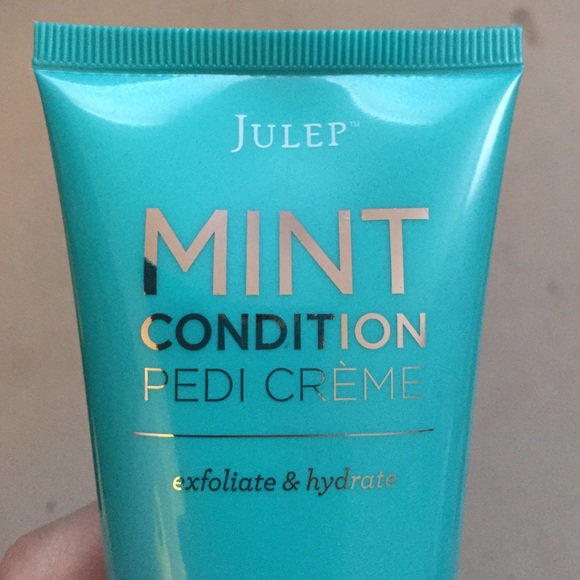 JULEP™
MINT
CONDITION
PEDI CRÈME
exfoliate & hydrate